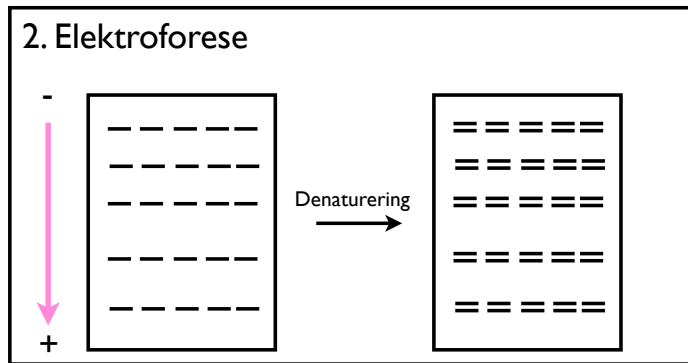 2. Elektroforese
-
Denaturering
+